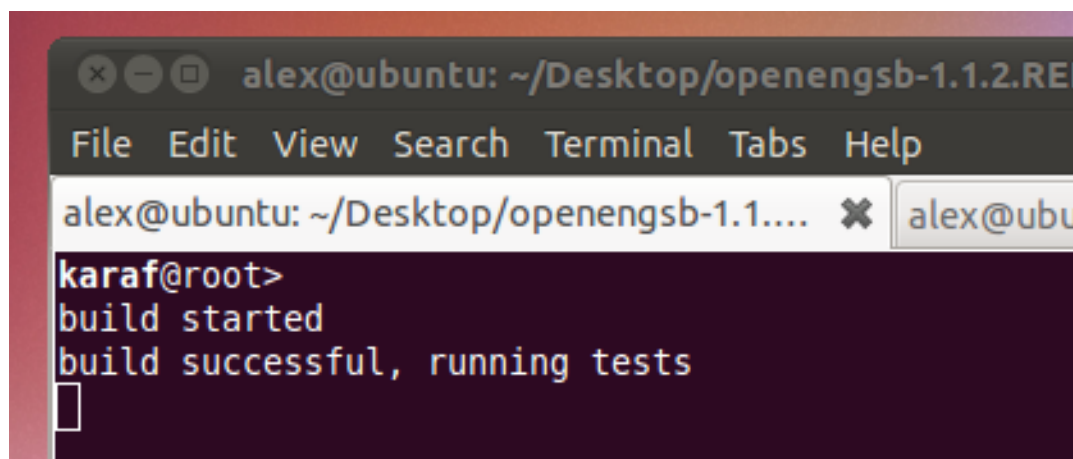 alex@ubuntu: ~/Desktop/openengsb-1.1.2.RE
File Edit View Search Terminal Tabs Help
alex@ubuntu: ~/Desktop/openengsb-1.1.... alex@ubu
karaf@root>
build started
build successful, running tests